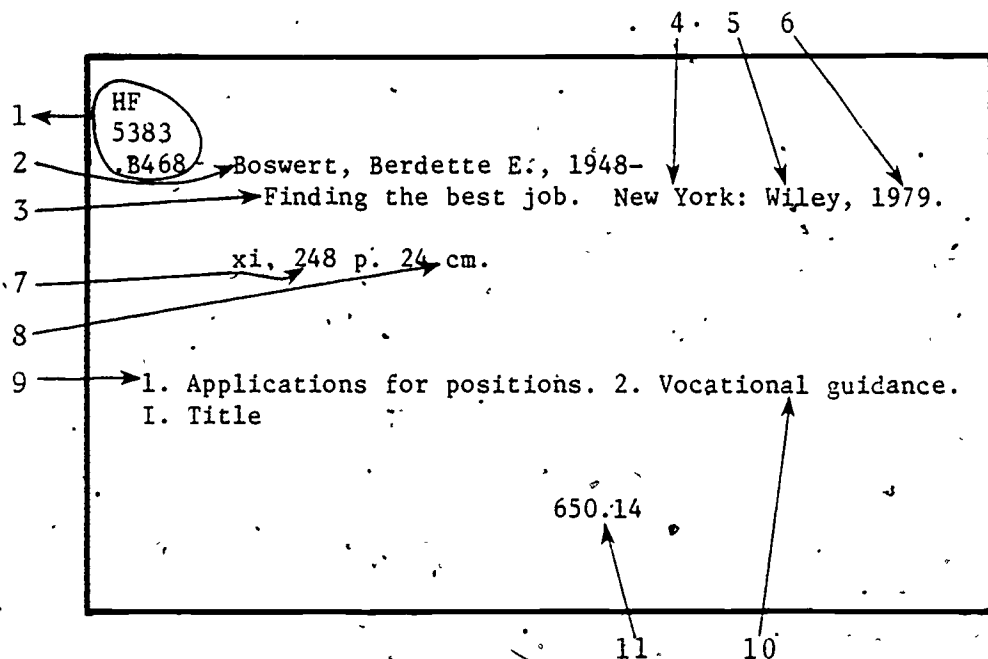 4 5 6
1 HF
5383
2 .B468 Boswert, Berdette E., 1948-
3 Finding the best job. New York: Wiley, 1979.
xi, 248 p. 24 cm.
7
8
9 1. Applications for positions. 2. Vocational guidance.
I. Title
650.14
11 10